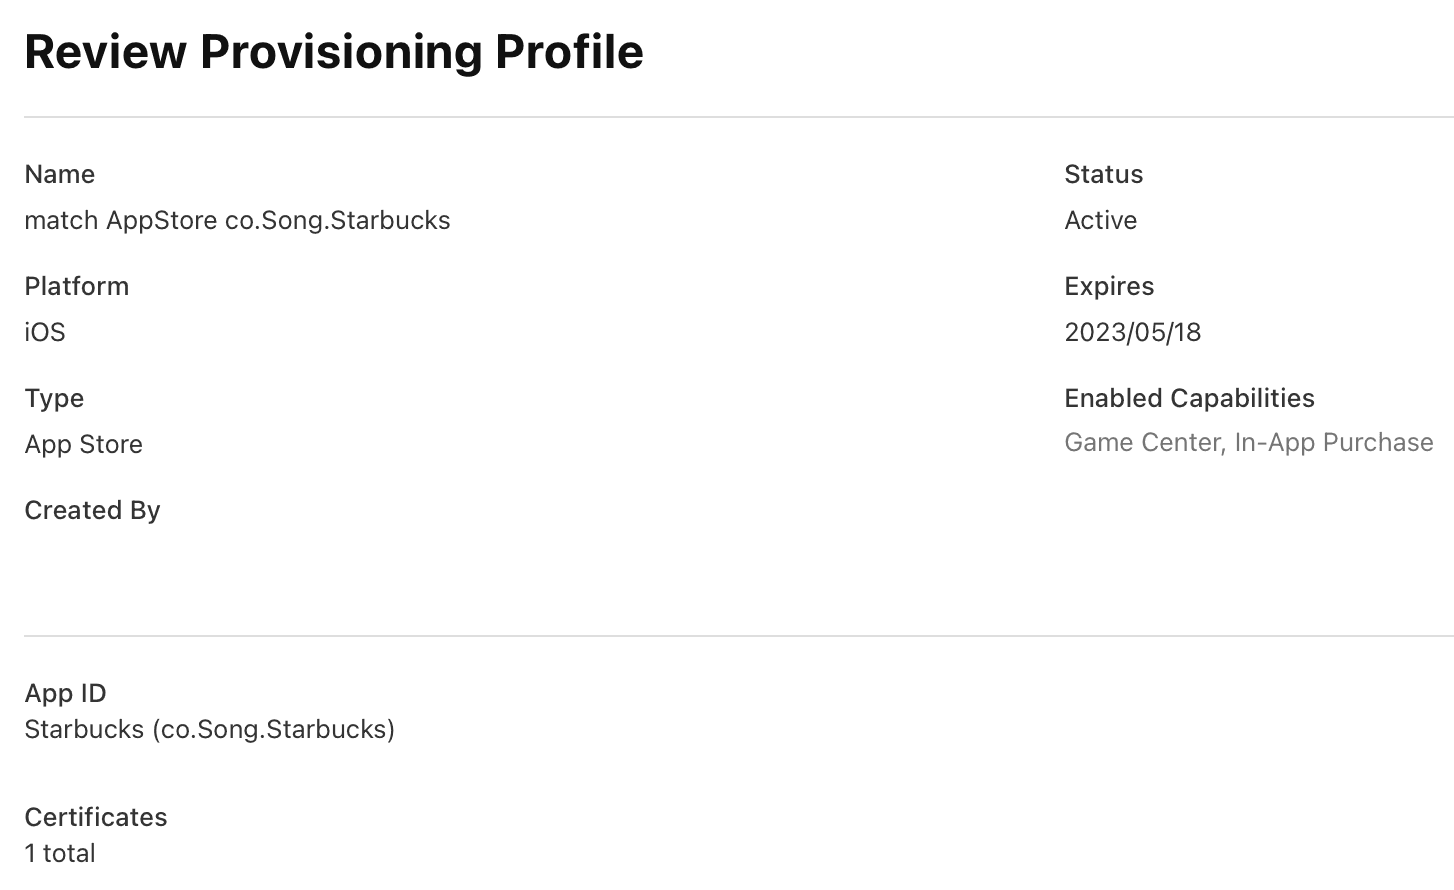 Review Provisioning Profile
Name
match AppStore co.Song.Starbucks
Platform
iOS
Type
App Store
Created By
Status
Active
Expires
2023/05/18
Enabled Capabilities
Game Center, In-App Purchase
App ID
Starbucks (co.Song.Starbucks)
Certificates
1 total